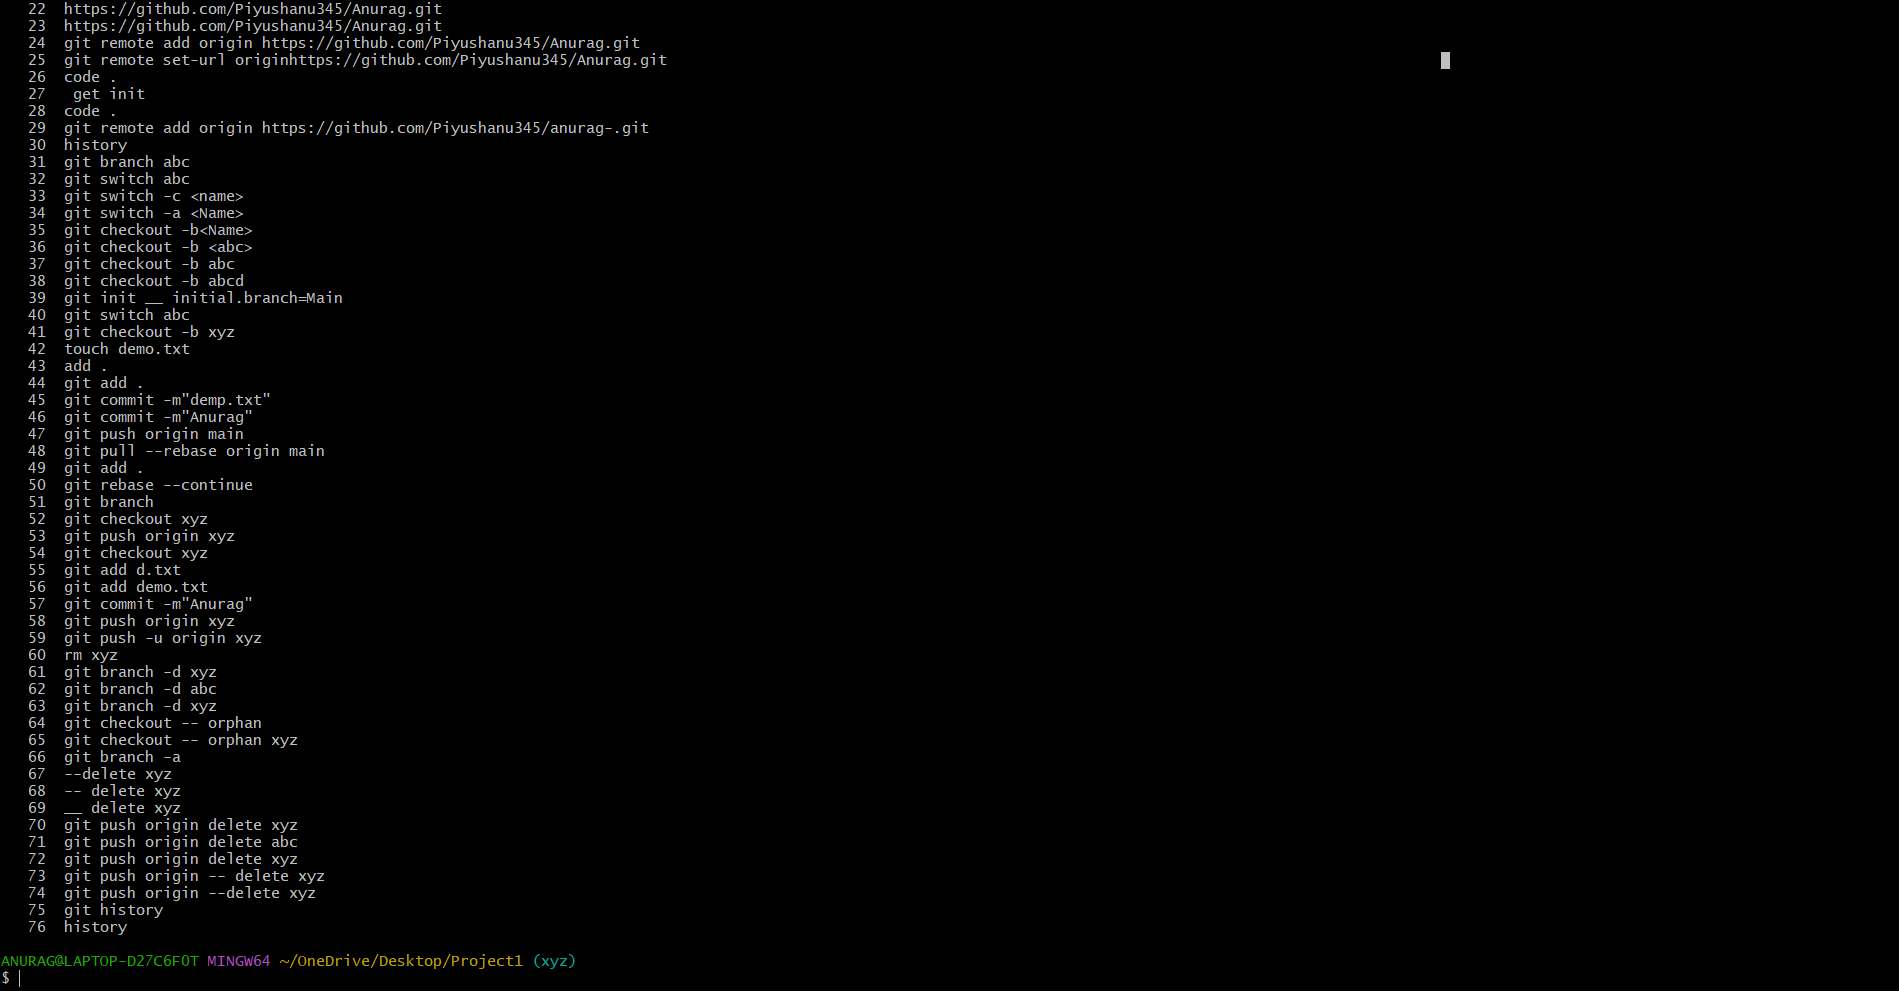 22  https://github.com/Piyushanu345/Anurag.git
23  https://github.com/Piyushanu345/Anurag.git
24  git remote add origin https://github.com/Piyushanu345/Anurag.git
25  git remote set-url originhttps://github.com/Piyushanu345/Anurag.git
26  code .
27   get init
28  code .
29  git remote add origin https://github.com/Piyushanu345/anurag-.git
30  history
31  git branch abc
32  git switch abc
33  git switch -c <name>
34  git switch -a <Name>
35  git checkout -b<Name>
36  git checkout -b <abc>
37  git checkout -b abc
38  git checkout -b abcd
39  git init __ initial.branch=Main
40  git switch abc
41  git checkout -b xyz
42  touch demo.txt
43  add .
44  git add .
45  git commit -m"demp.txt"
46  git commit -m"Anurag"
47  git push origin main
48  git pull --rebase origin main
49  git add .
50  git rebase --continue
51  git branch
52  git checkout xyz
53  git push origin xyz
54  git checkout xyz
55  git add d.txt
56  git add demo.txt
57  git commit -m"Anurag"
58  git push origin xyz
59  git push -u origin xyz
60  rm xyz
61  git branch -d xyz
62  git branch -d abc
63  git branch -d xyz
64  git checkout -- orphan
65  git checkout -- orphan xyz
66  git branch -a
67  --delete xyz
68  -- delete xyz
69  __ delete xyz
70  git push origin delete xyz
71  git push origin delete abc
72  git push origin delete xyz
73  git push origin -- delete xyz
74  git push origin --delete xyz
75  git history
76  history
ANURAG@LAPTOP-D27C6F0T MINGW64 ~/OneDrive/Desktop/Project1 (xyz)
$